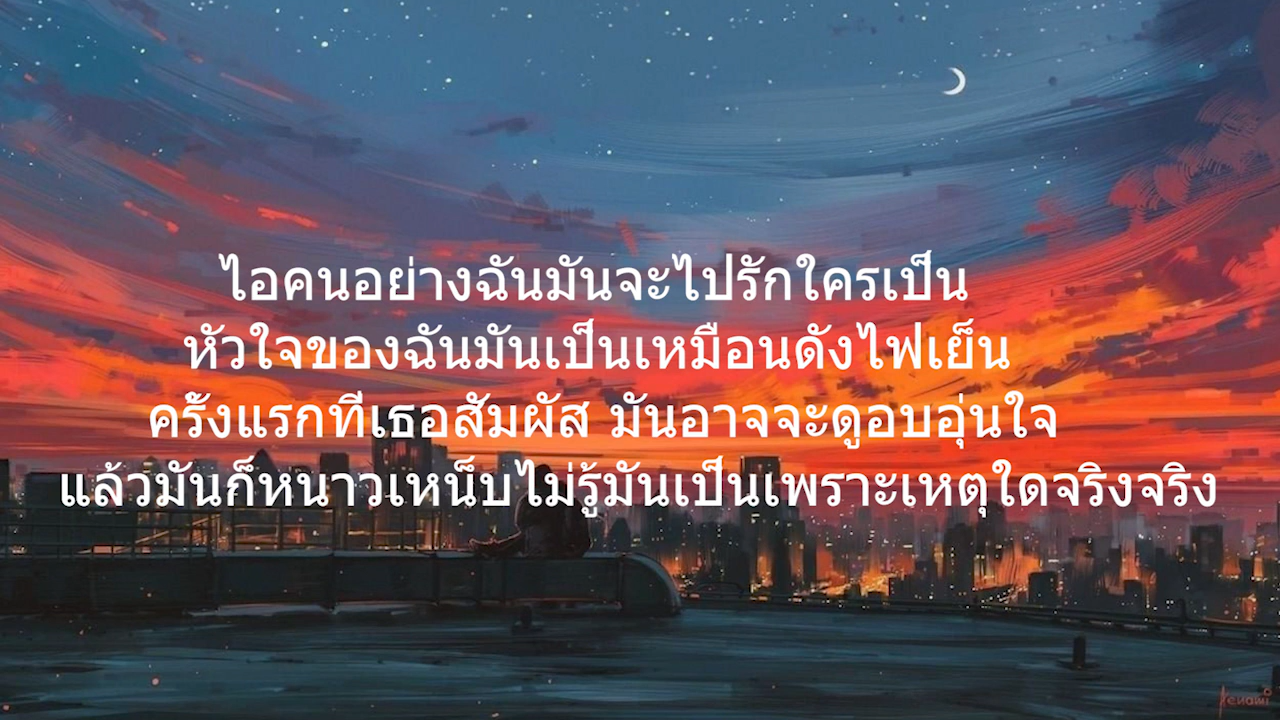 ไอคนอย่างฉันมันจะไปรักใครเป็น
หัวใจของฉันมันเป็นเหมือนดังไฟเย็น
ครั้งแรกที่เธอสัมผัส มันอาจจะดูอบอุ่นใจ
แล้วมันก็หนาวเหน็บไม่รู้มันเป็นเพราะเหตุใดจริงจริง